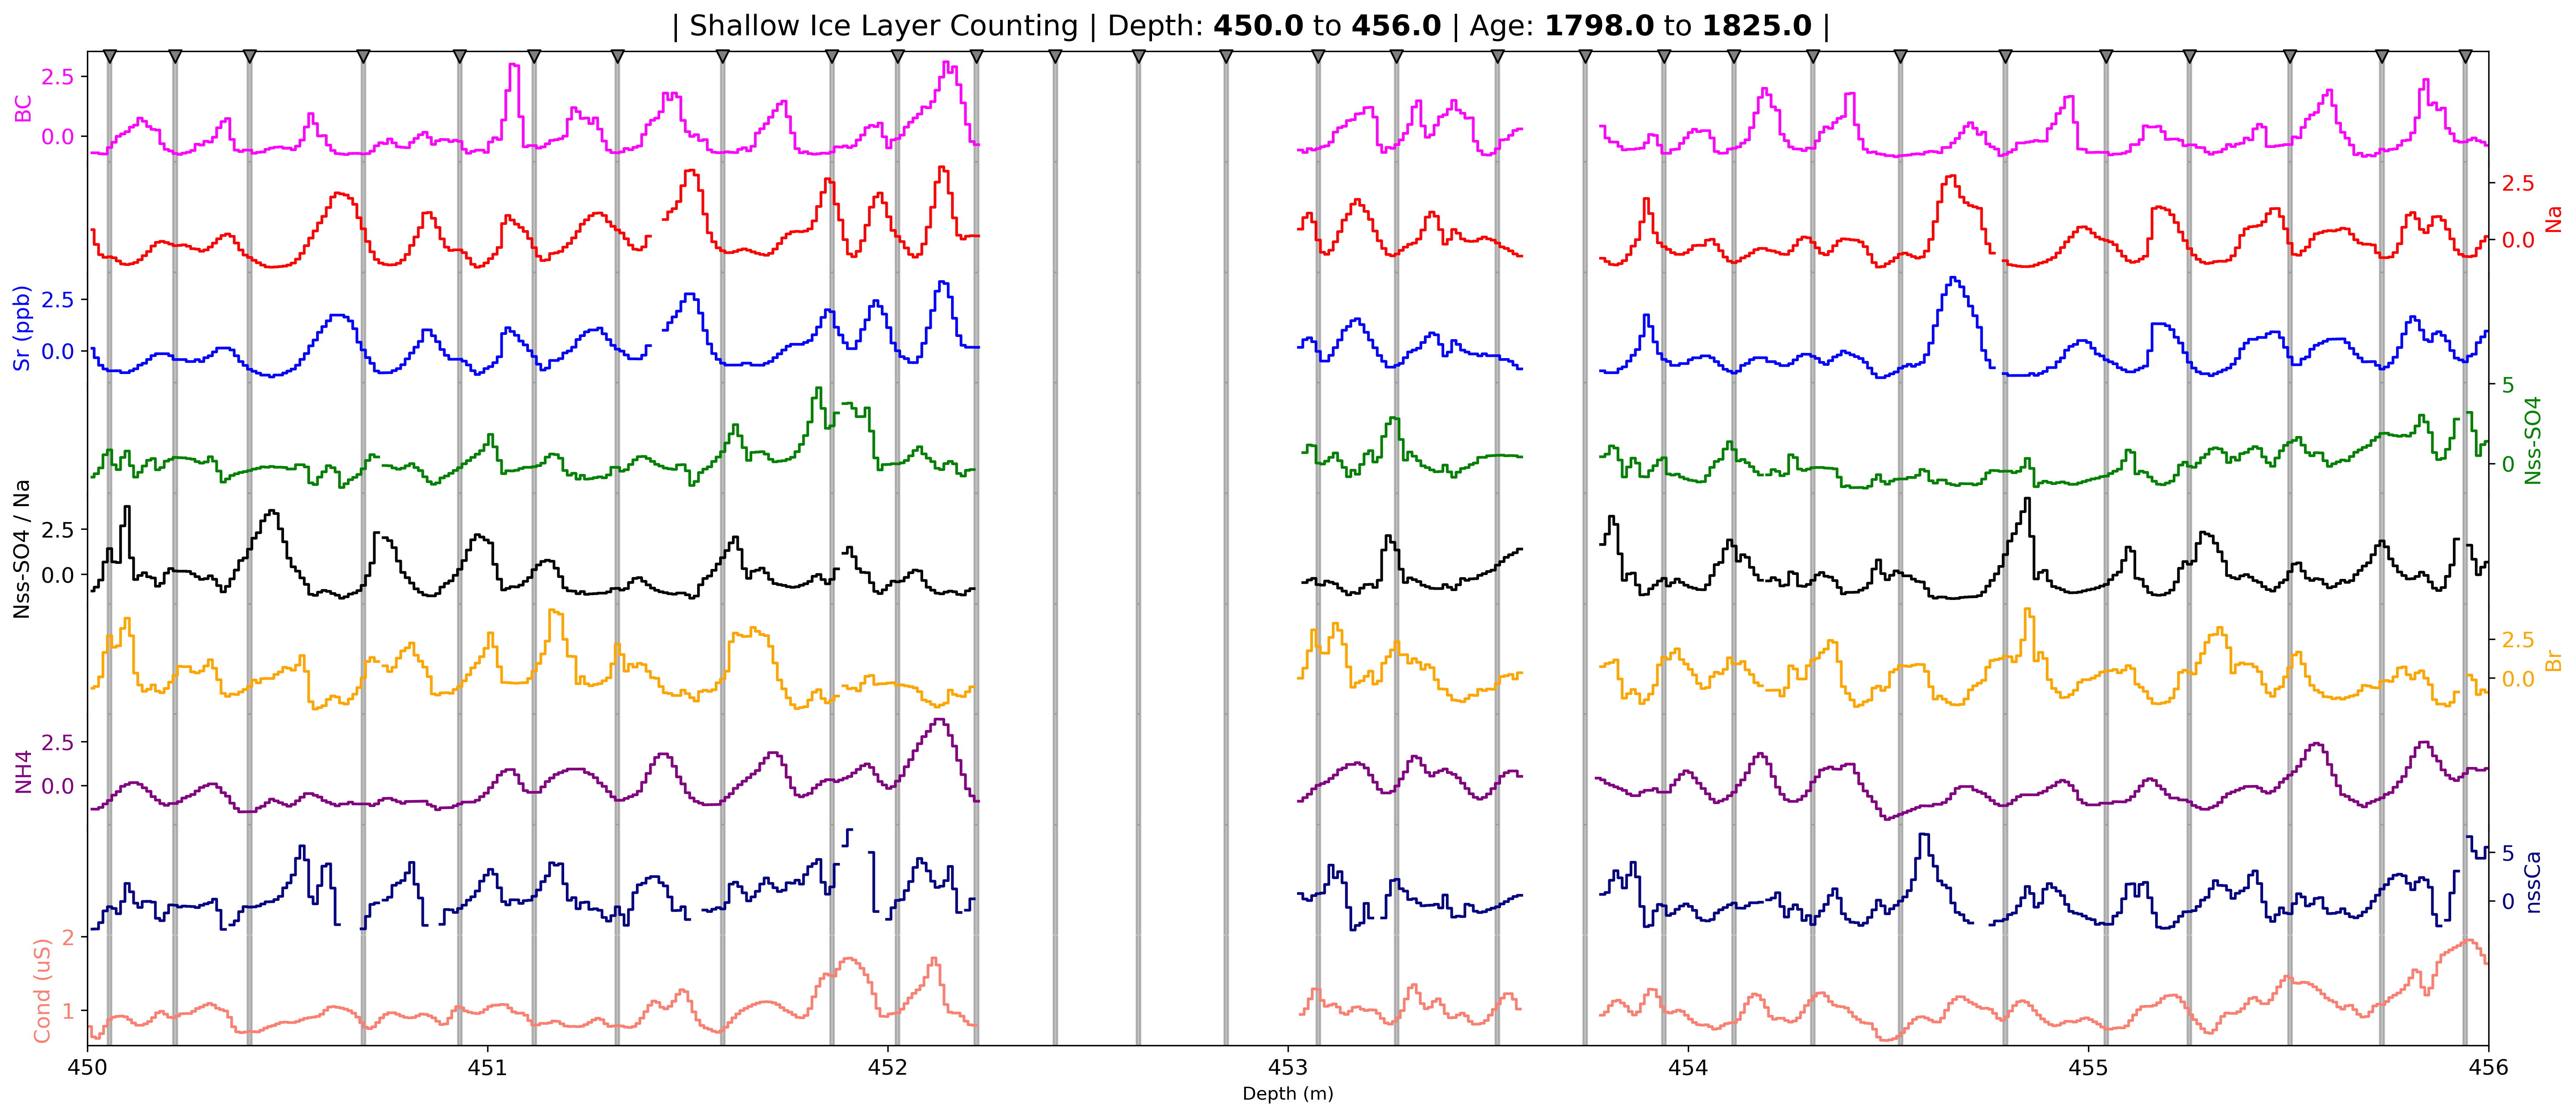 | Shallow Ice Layer Counting | Depth: 450.0 to 456.0 | Age: 1798.0 to 1825.0 |
BC
2.5
0.0
2.5
0.0
Na
Sr (ppb)
2.5
0.0
5
0
Nss-SO4
Nss-SO4 / Na
2.5
0.0
2.5
0.0
Br
NH4
2.5
0.0
5
0
nssCa
Cond (uS)
2
1
450
451
452
453
454
455
456
Depth (m)